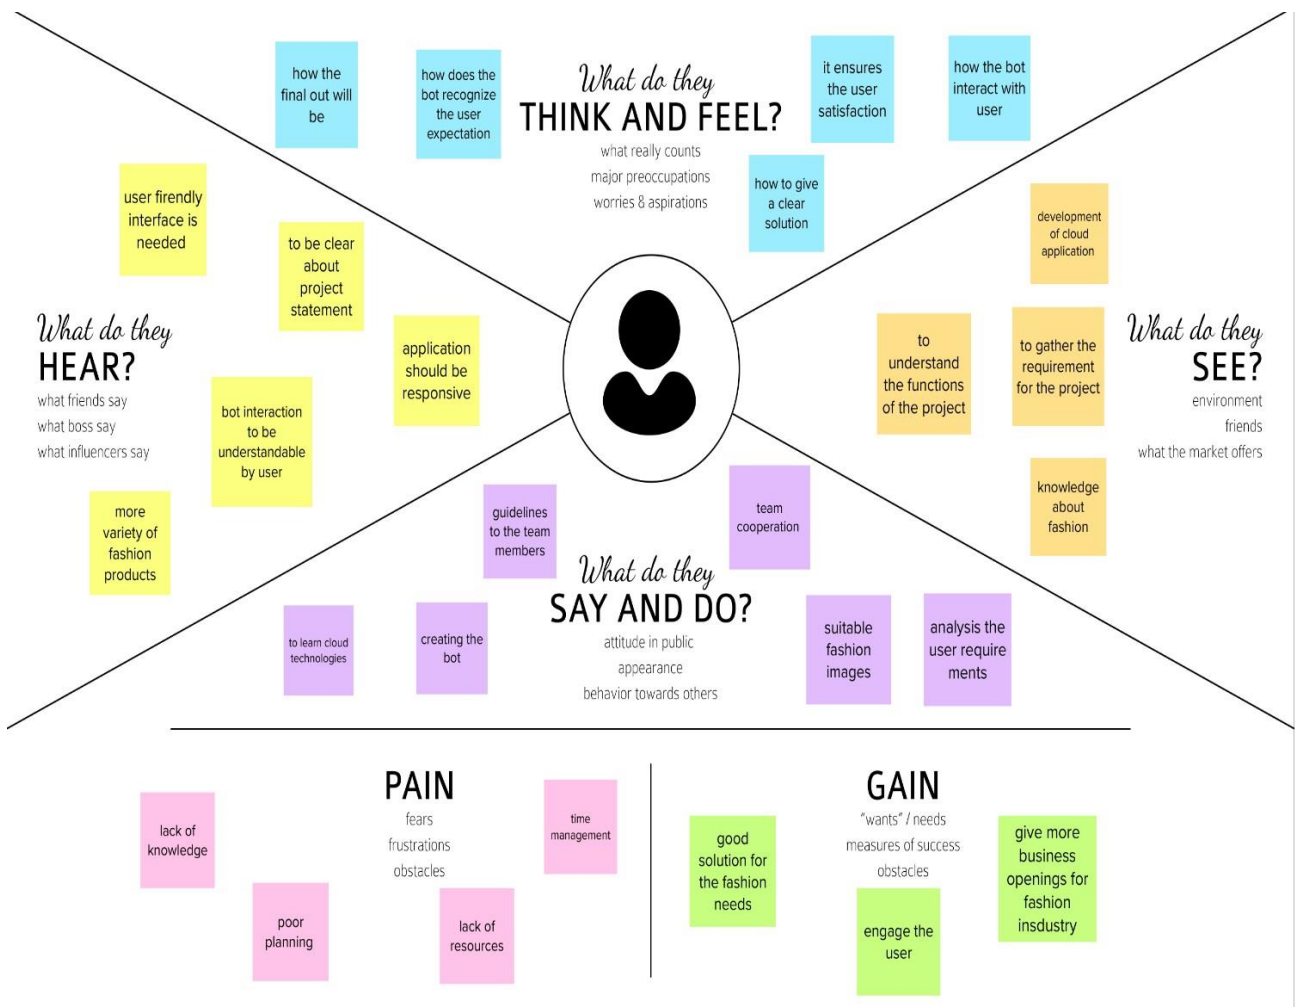 how the
final out will
be
how does the
bot recognize
the user
expectation
What do they
THINK AND FEEL?
what really counts
major preoccupations
worries & aspirations
it ensures
the user
satisfaction
how the bot
interact with
user
how to give
a clear
solution
user firendly
interface is
needed
to be clear
about
project
statement
application
should be
responsive
What do they
HEAR?
what friends say
what boss say
what influencers say
bot interaction
to be
understandable
by user
more
variety of
fashion
products
development
of cloud
application
to
understand
the functions
of the project
to gather the
requirement
for the project
What do they
SEE?
environment
friends
what the market offers
knowledge
about
fashion
guidelines
to the team
members
team
cooperation
What do they
SAY AND DO?
attitude in public
appearance
behavior towards others
to learn cloud
technologies
creating the
bot
suitable
fashion
images
analysis the
user require
ments
PAIN
fears
frustrations
obstacles
lack of
knowledge
poor
planning
lack of
resources
time
management
GAIN
"wants" / needs
measures of success
obstacles
good
solution for
the fashion
needs
engage the
user
give more
business
openings for
fashion
insdustry